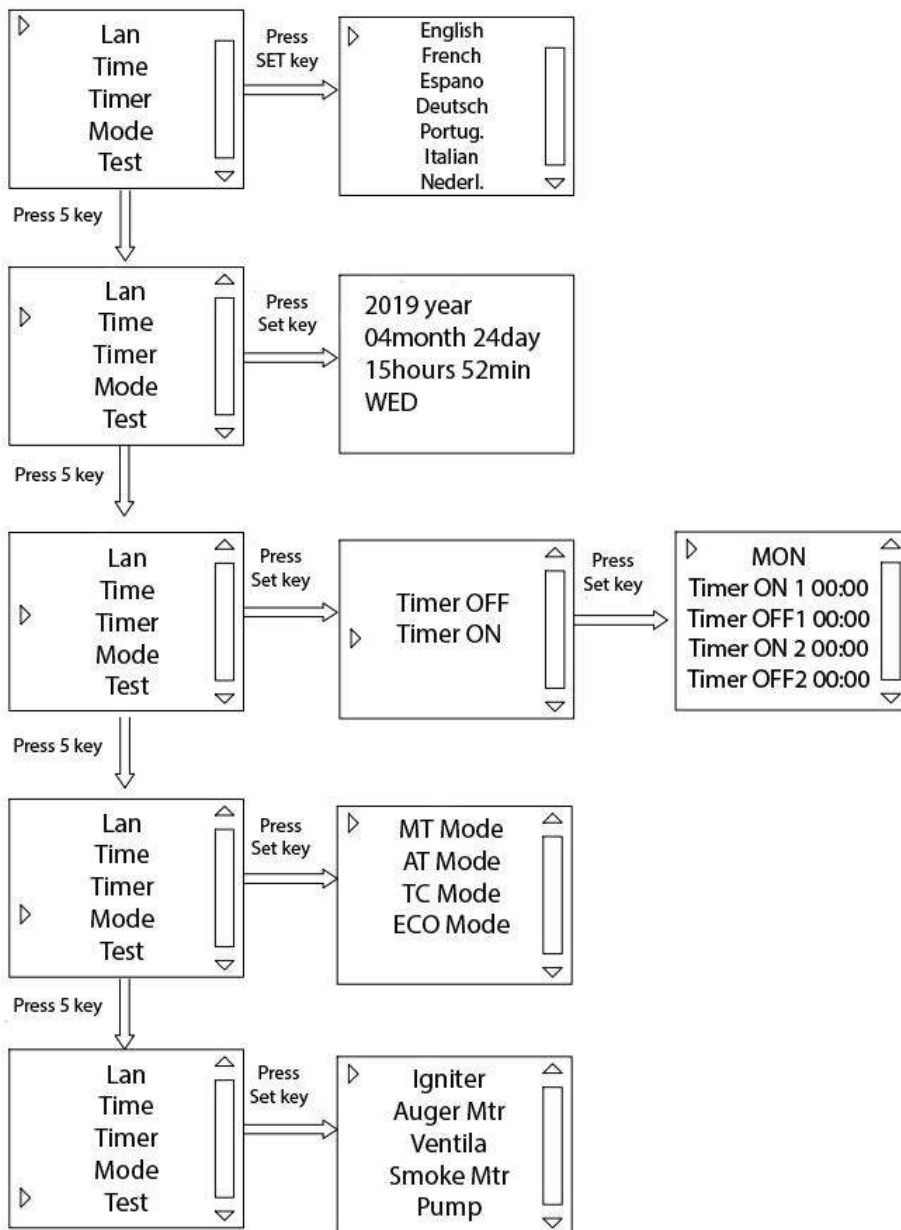 Lan
Time
Timer
Mode
Test
Press
SET key
English
French
Espano
Deutsch
Portug.
Italian
Nederl.
Press 5 key
Lan
Time
Timer
Mode
Test
Press
Set key
2019 year
04month 24day
15hours 52min
WED
Press 5 key
Lan
Time
Timer
Mode
Test
Press
Set key
Timer OFF
Timer ON
Press
Set key
MON
Timer ON 1 00:00
Timer OFF1 00:00
Timer ON 2 00:00
Timer OFF2 00:00
Press 5 key
Lan
Time
Timer
Mode
Test
Press
Set key
MT Mode
AT Mode
TC Mode
ECO Mode
Press 5 key
Lan
Time
Timer
Mode
Test
Press
Set key
Igniter
Auger Mtr
Ventila
Smoke Mtr
Pump